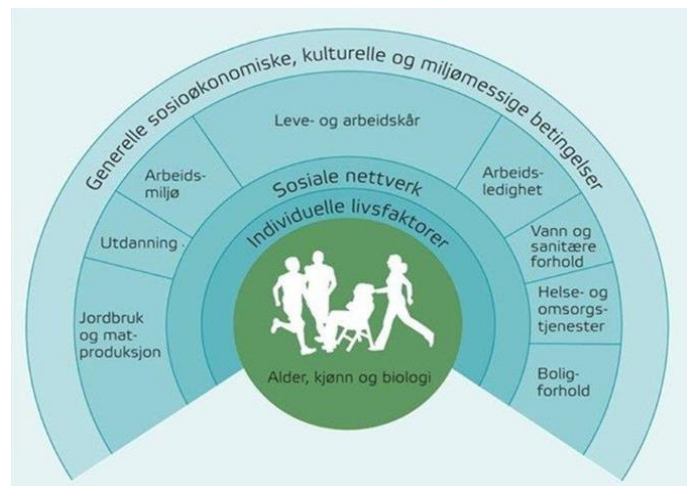 Generelle sosioøkonomiske, kulturelle og miljømessige betingelser
Leve- og arbeidskår
Arbeids-
miljø
Utdanning
Jordbruk
og mat-
produksjon
Arbeids-
ledighet
Vann og
sanitære
forhold
Helse- og
omsorgs-
tjenester
Bolig-
forhold
Sosiale nettverk
Individuelle livsfaktorer
Alder, kjønn og biologi